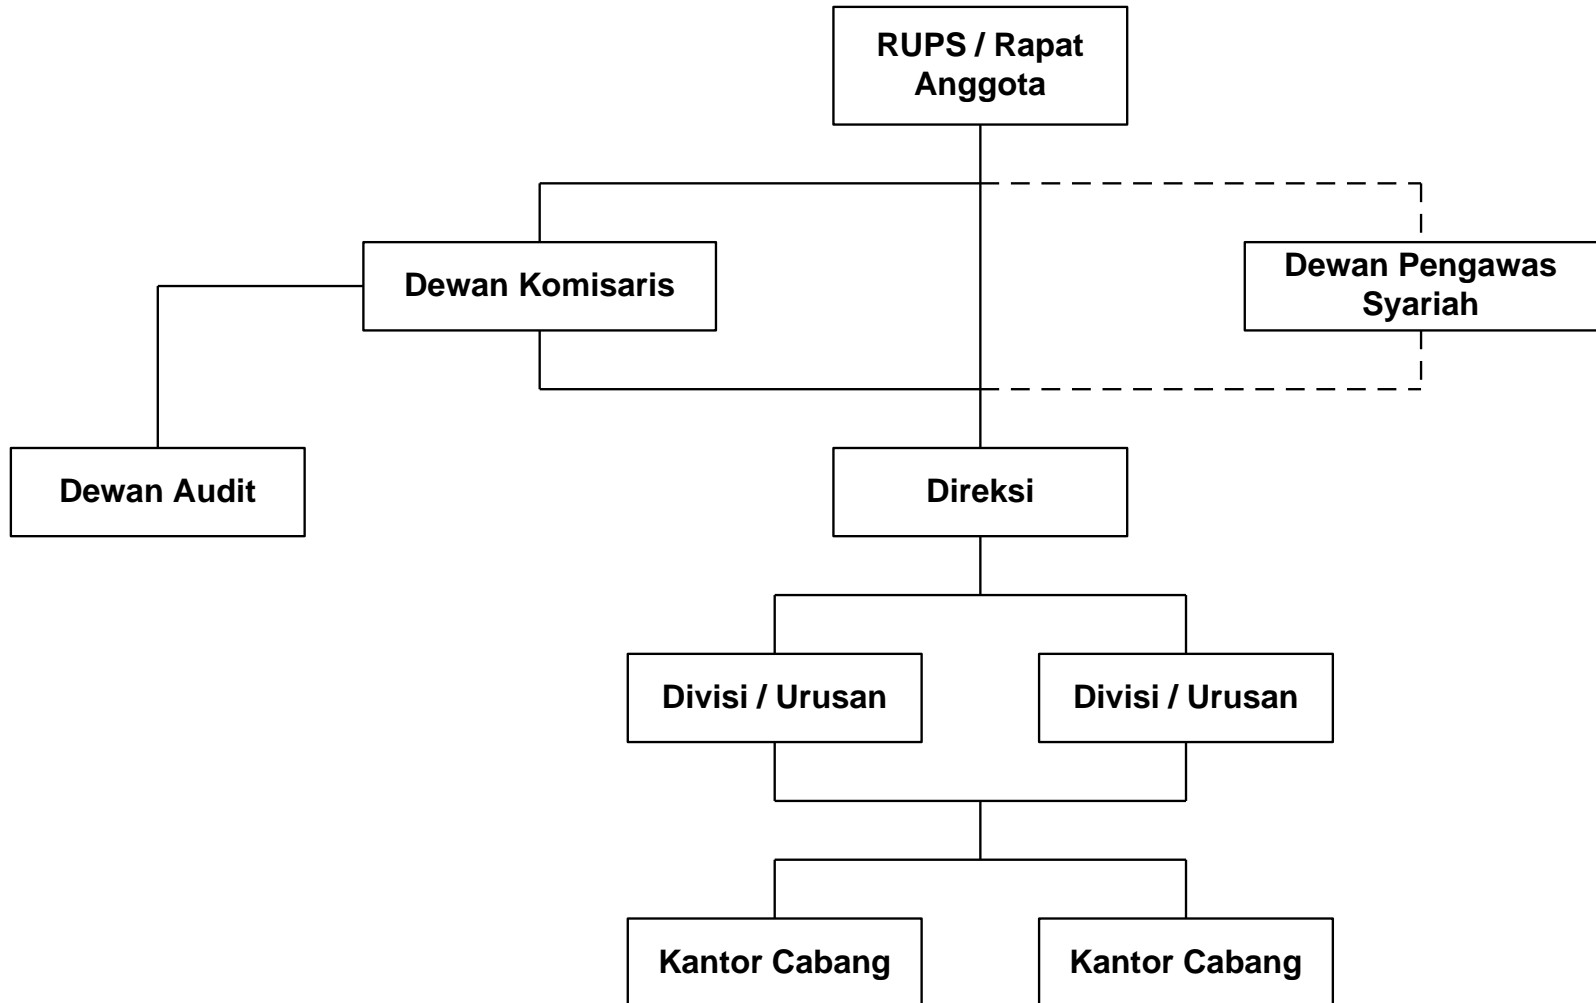 RUPS / Rapat
Anggota
Dewan Komisaris
Dewan Pengawas
Syariah
Dewan Audit
Direksi
Divisi / Urusan
Divisi / Urusan
Kantor Cabang
Kantor Cabang